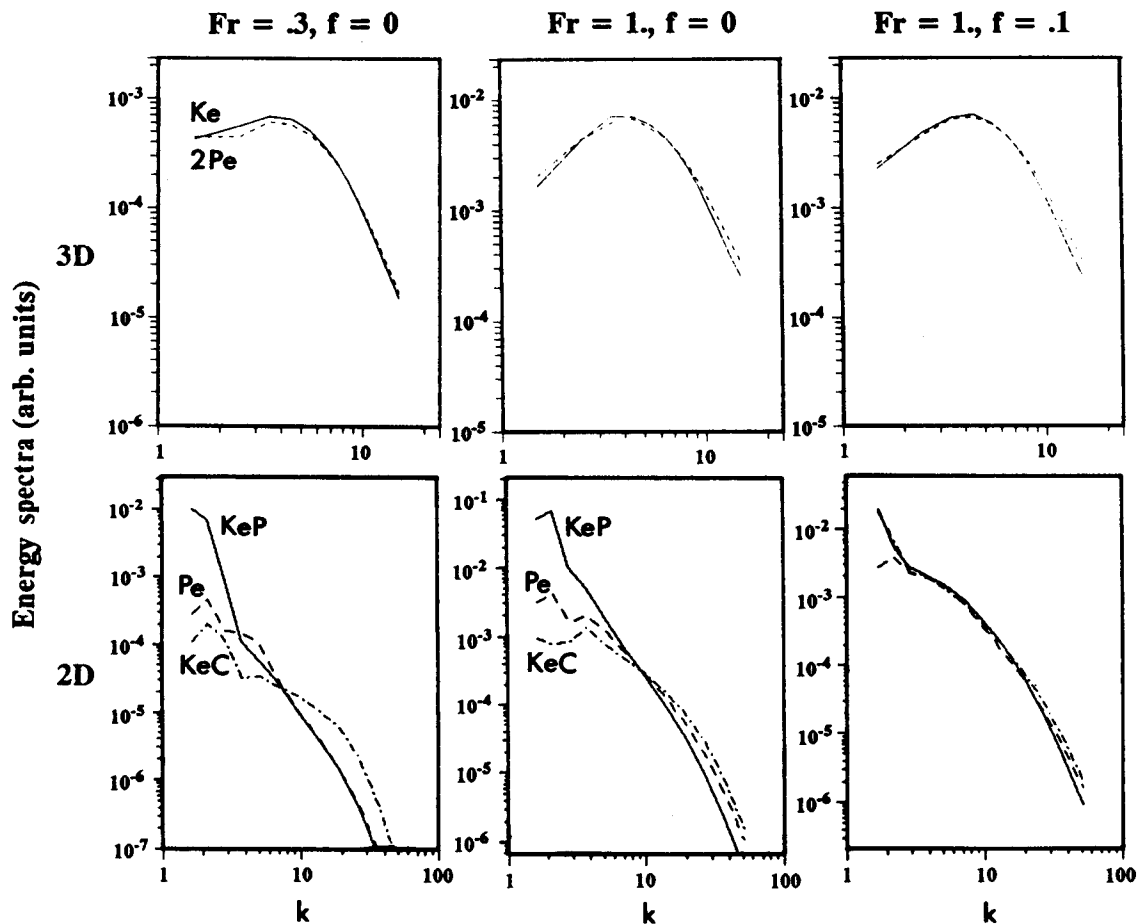 Fr = .3, f = 0
Fr = 1., f = 0
Fr = 1., f = .1
Energy spectra (arb. units)
3D
10-3
10-4
10-5
10-6
Ke
2Pe
1
10
10-2
10-3
10-4
10-5
1
10
10-2
10-3
10-4
10-5
1
10
2D
10-2
10-3
10-4
10-5
10-6
10-7
KeP
Pe
KeC
1
10
100
k
10-1
10-2
10-3
10-4
10-5
10-6
KeP
Pe
KeC
1
10
100
k
10-2
10-3
10-4
10-5
10-6
1
10
100
k